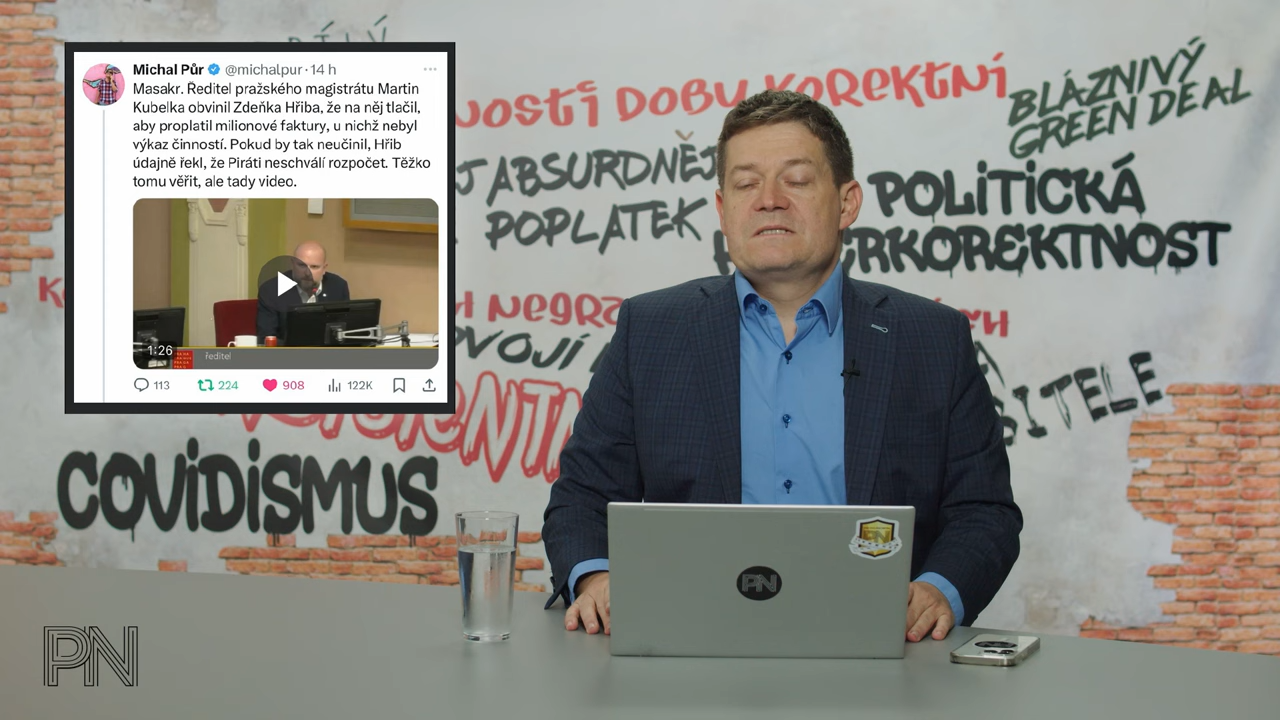 Michal Půr @michalpur · 14 h
Masakr. Ředitel pražského magistrátu Martin
Kubelka obvinil Zdeňka Hřiba, že na něj tlačil,
aby proplatil milionové faktury, u nichž nebyl
výkaz činností. Pokud by tak neučinil, Hřib
údajně řekl, že Piráti neschválí rozpočet. Těžko
tomu věřit, ale tady video.
1:26
ředitel
113 224 908 122K
DOBY KOREKTNÍ
BLÁZNIVÝ
GREEN DEAL
ABSURDNĚJ
POPLATEK
POLITICKÁ
COVIDISMUS
PN
PN